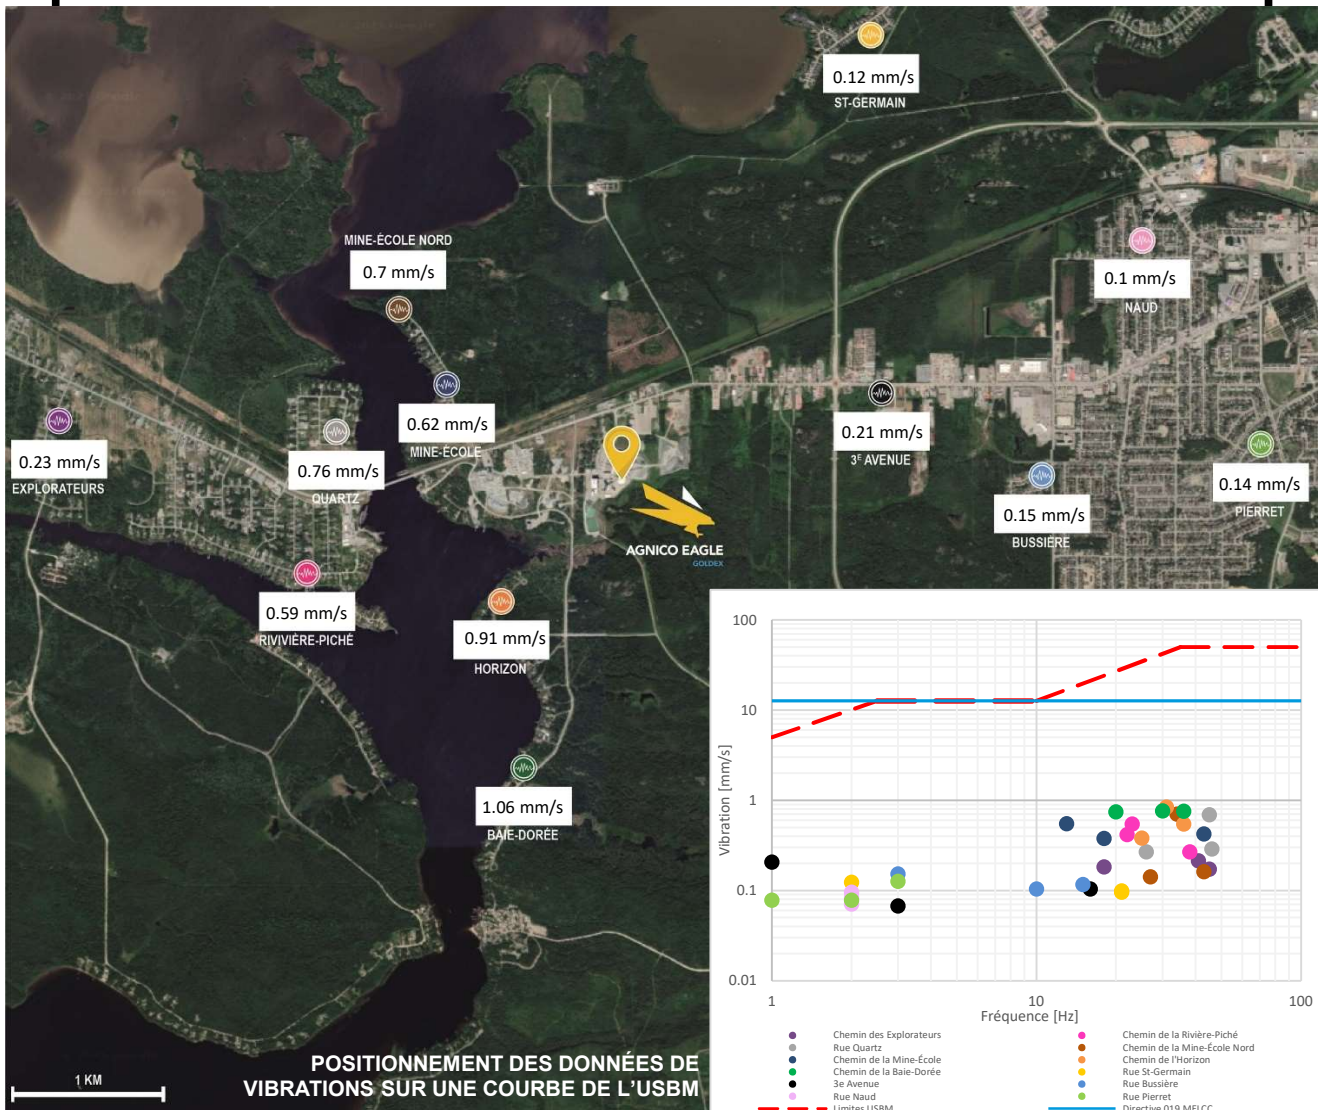 0.12 mm/s
ST-GERMAIN
MINE-ÉCOLE NORD
0.7 mm/s
0.1 mm/s
NAUD
0.62 mm/s
MINE-ÉCOLE
0.21 mm/s
3E AVENUE
0.23 mm/s
EXPLORATEURS
0.76 mm/s
QUARTZ
0.14 mm/s
PIERRET
0.15 mm/s
BUSSIÈRE
AGNICO EAGLE
GOLDEX
0.59 mm/s
RIVIVIÈRE-PICHÉ
0.91 mm/s
HORIZON
1.06 mm/s
BAIE-DORÉE
POSITIONNEMENT DES DONNÉES DE
VIBRATIONS SUR UNE COURBE DE L'USBM
1 KM
100
10
1
0.1
0.01
Vibration [mm/s]
1 10 100
Fréquence [Hz]
Chemin des Explorateurs
Chemin de la Rivière-Piché
Rue Quartz
Chemin de la Mine-École Nord
Chemin de la Mine-École
Chemin de l'Horizon
Chemin de la Baie-Dorée
Rue St-Germain
3e Avenue
Rue Bussière
Rue Naud
Rue Pierret
Limites USBM
Directive 019 MELCC